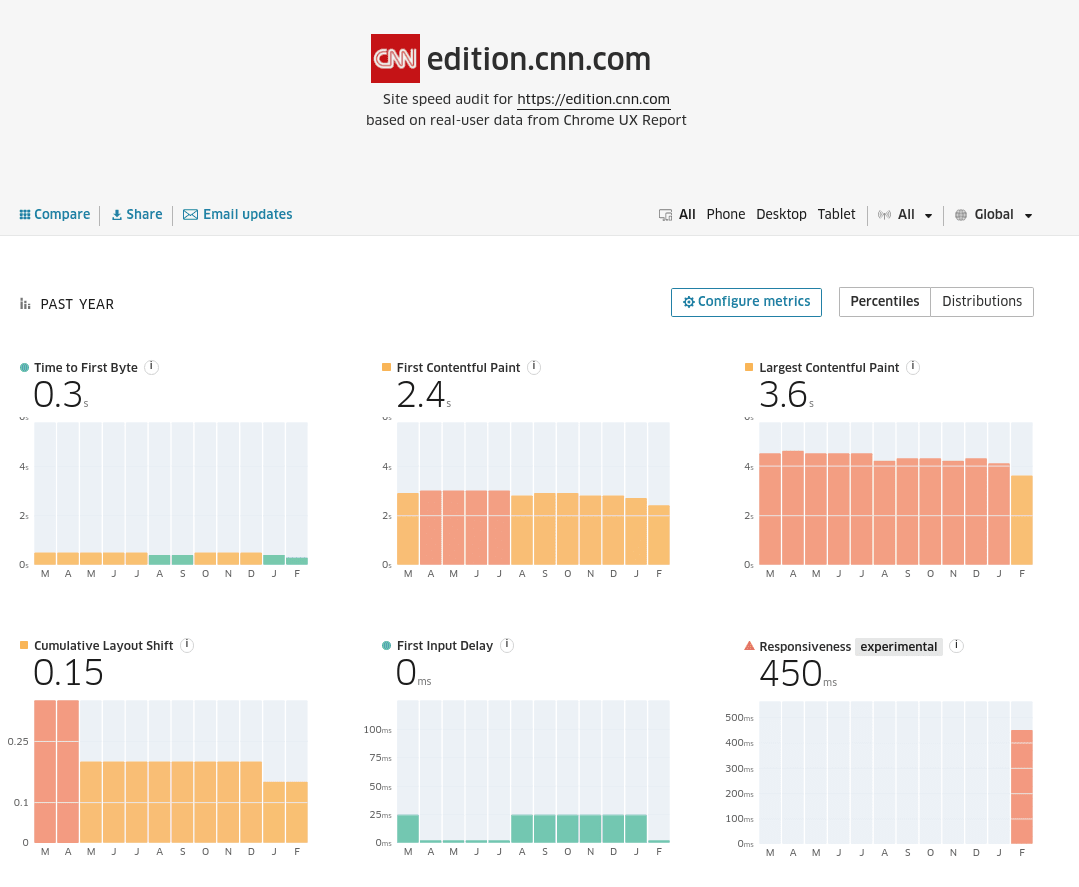 CNN edition.cnn.com
Site speed audit for https://edition.cnn.com
based on real-user data from Chrome UX Report
Compare Share Email updates All Phone Desktop Tablet All Global
PAST YEAR Configure metrics Percentiles Distributions
Time to First Byte i
0.3s
4s
2s
0s
M A M J J A S O N D J F
First Contentful Paint i
2.4s
4s
2s
0s
M A M J J A S O N D J F
Largest Contentful Paint i
3.6s
4s
2s
0s
M A M J J A S O N D J F
Cumulative Layout Shift i
0.15
0.25
0.1
0
M A M J J A S O N D J F
First Input Delay i
0ms
100ms
75ms
50ms
25ms
0ms
M A M J J A S O N D J F
Responsiveness experimental i
450ms
500ms
400ms
300ms
200ms
100ms
0ms
M A M J J A S O N D J F